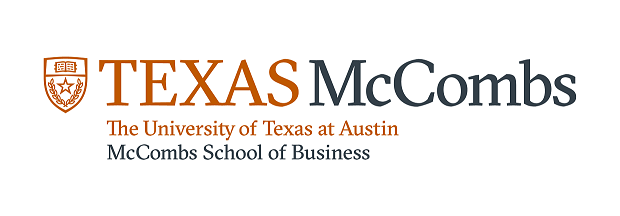 TEXAS McCombs
The University of Texas at Austin
McCombs School of Business